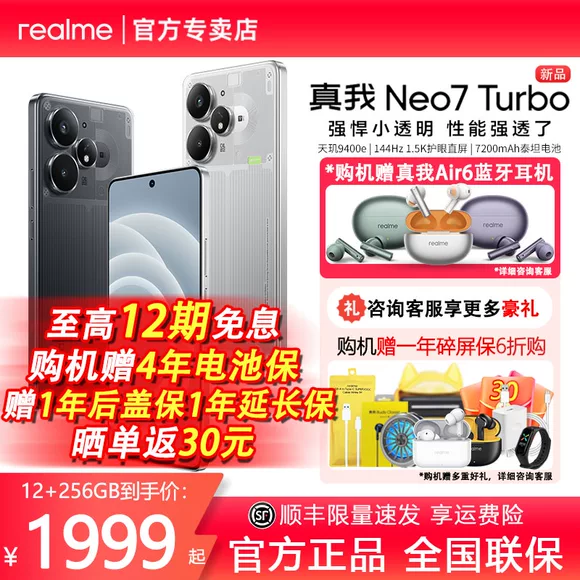 realme | 官方专卖店
新品
真我 Neo7 Turbo
强悍小透明 性能强透了
天玑9400e | 144Hz 1.5K护眼直屏 | 7200mAh泰坦电池
*购机赠真我Air6蓝牙耳机
realme
realme
realme
*详细咨询客服
礼 咨询客服享更多豪礼
购机赠一年碎屏保6折购
*购机赠多重好礼，详细咨询客服
至高12期免息
购机赠4年电池保
赠1年后盖保1年延长保
晒单返30元
12+256GB到手价:
¥1999起
SF 顺丰限量速发 享运费险
官方正品 全国联保